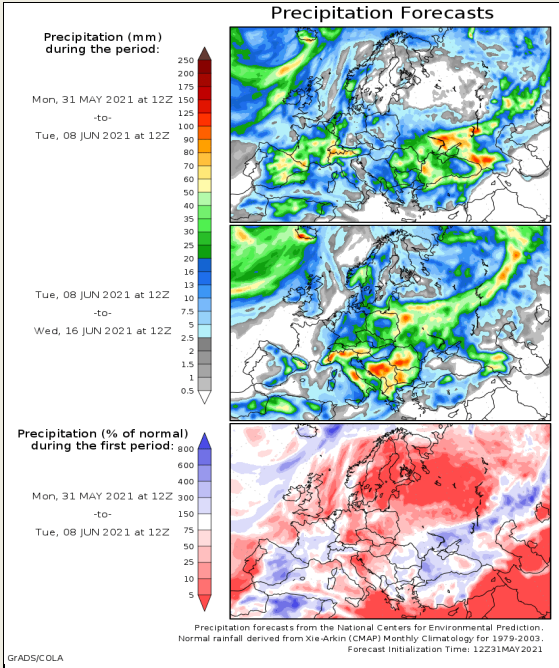 Precipitation Forecasts
Precipitation (mm)
during the period:
Mon, 31 MAY 2021 at 12Z
-to-
Tue, 08 JUN 2021 at 12Z
250
200
175
150
125
100
90
80
70
60
50
40
35
30
25
20
16
13
10
7.5
5
2.5
2
1.5
1
0.5
Tue, 08 JUN 2021 at 12Z
-to-
Wed, 16 JUN 2021 at 12Z
Precipitation (% of normal)
during the first period:
Mon, 31 MAY 2021 at 12Z
-to-
Tue, 08 JUN 2021 at 12Z
800
600
400
300
150
75
50
25
10
5
Precipitation forecasts from the National Centers for Environmental Prediction.
Normal rainfall derived from Xie-Arkin (CMAP) Monthly Climatology for 1979-2003.
Forecast Initialization Time: 12Z31MAY2021
GrADS/COLA